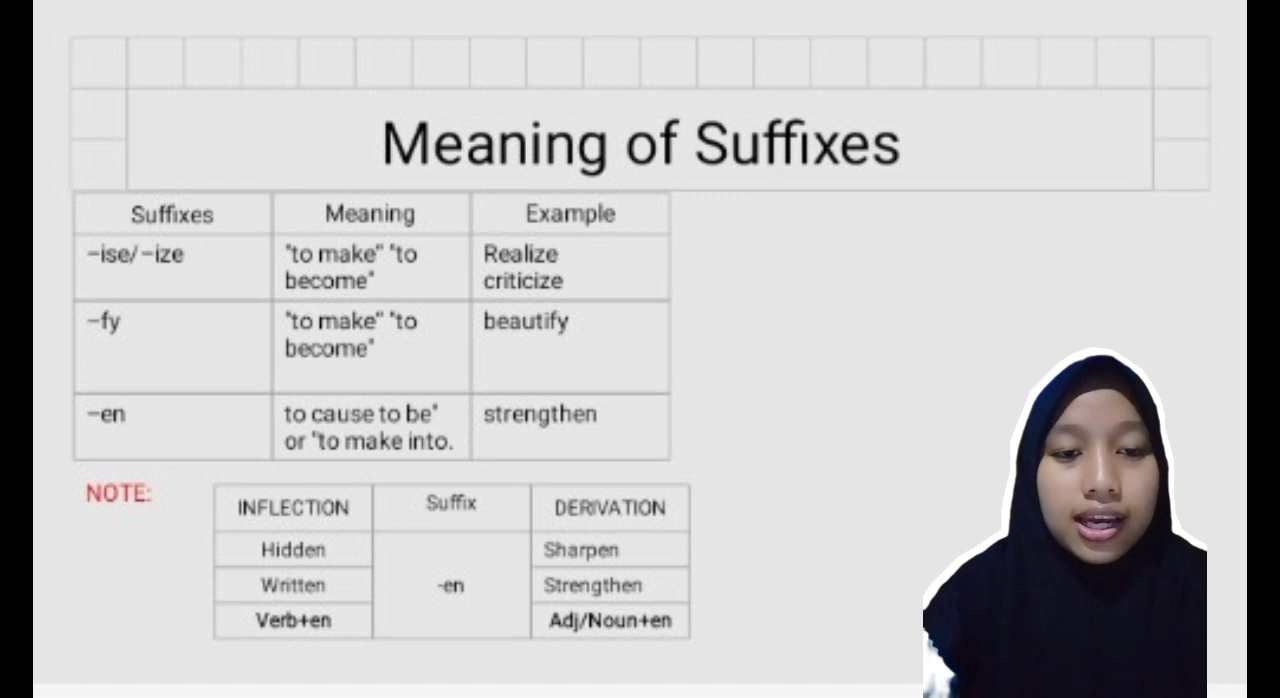 Meaning of Suffixes
Suffixes Meaning Example
–ise/–ize "to make" "to become" Realize criticize
–fy "to make" "to become" beautify
–en to cause to be" or "to make into. strengthen
NOTE:
INFLECTION Suffix DERIVATION
Hidden Sharpen
Written -en Strengthen
Verb+en Adj/Noun+en